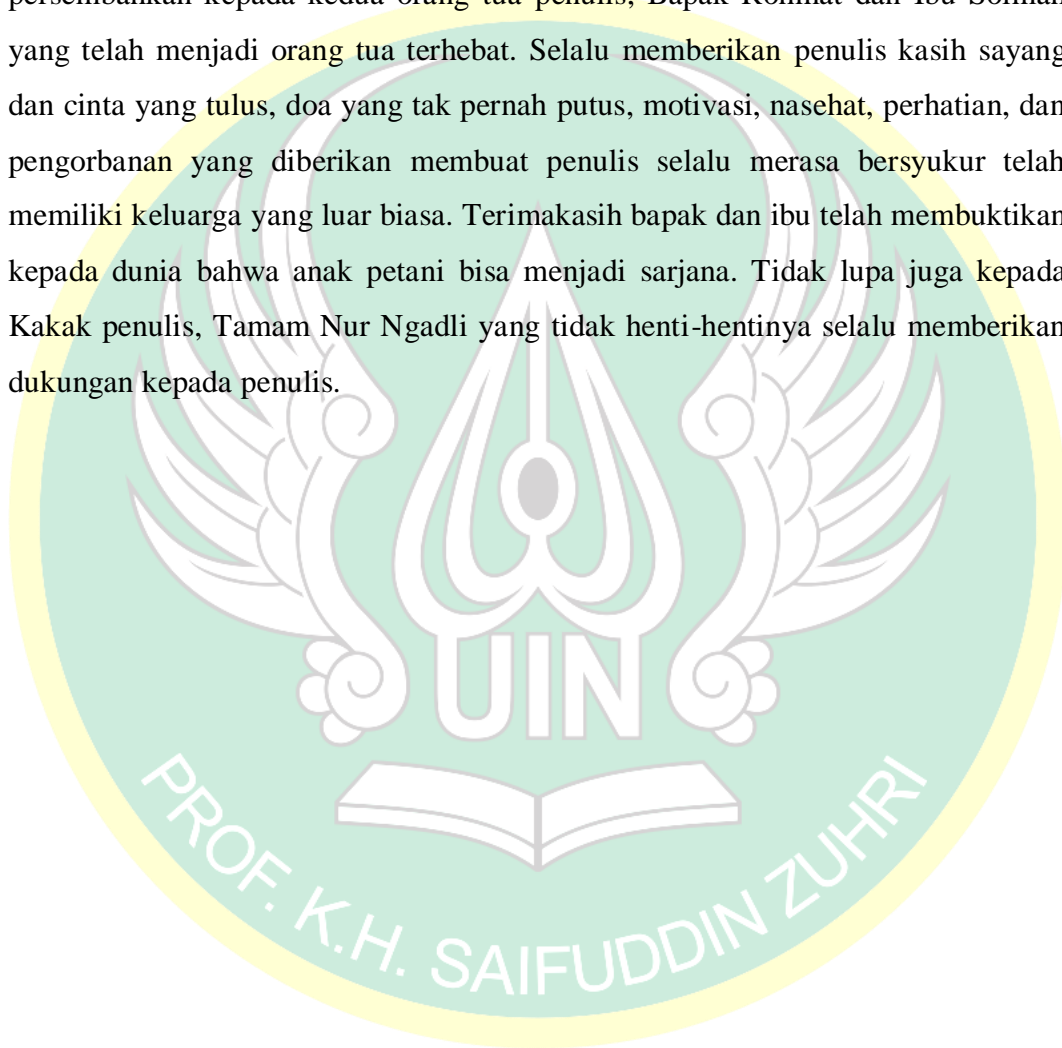 persembahkan kepada kedua orang tua penulis, Bapak dan Ibu
yang telah menjadi orang tua terhebat. Selalu memberikan penulis kasih sayang
dan cinta yang tulus, doa yang tak pernah putus, motivasi, nasehat, perhatian, dan
pengorbanan yang diberikan membuat penulis selalu merasa bersyukur telah
memiliki keluarga yang luar biasa. Terimakasih bapak dan ibu telah membuktikan
kepada dunia bahwa anak petani bisa menjadi sarjana. Tidak lupa juga kepada
Kakak penulis, Tamam Nur Ngadli yang tidak henti-hentinya selalu memberikan
dukungan kepada penulis.
UIN
PROF. K.H. SAIFUDDIN ZUHRI